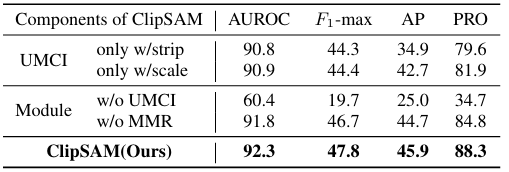 Components of ClipSAM AUROC F1-max AP PRO
UMCI only w/strip 90.8 44.3 34.9 79.6
only w/scale 90.9 44.4 42.7 81.9
Module w/o UMCI 60.4 19.7 25.0 34.7
w/o MMR 91.8 46.7 44.7 84.8
ClipSAM(Ours) 92.3 47.8 45.9 88.3